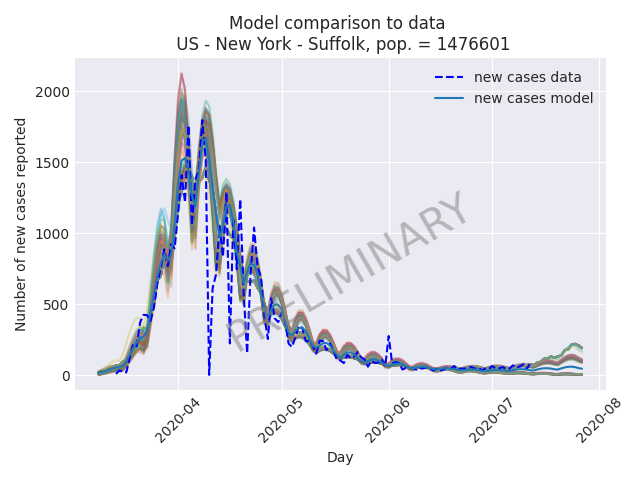 Model comparison to data
US - New York - Suffolk, pop. = 1476601
new cases data
new cases model
PRELIMINARY
Number of new cases reported
2000
1500
1000
500
0
2020-04
2020-05
2020-06
2020-07
2020-08
Day